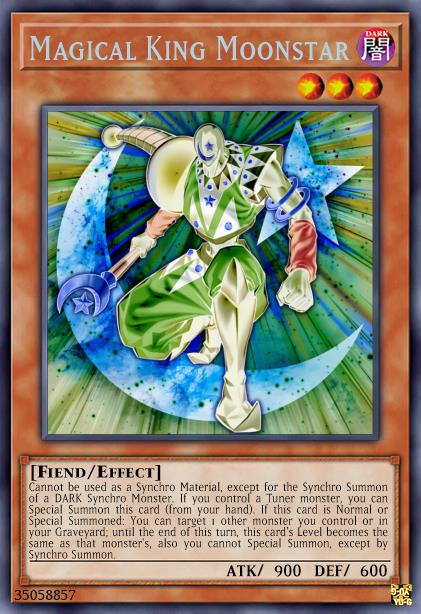 MAGICAL KING MOONSTAR
DARK
闇
[FIEND/EFFECT]
Cannot be used as a Synchro Material, except for the Synchro Summon
of a DARK Synchro Monster. If you control a Tuner monster, you can
Special Summon this card (from your hand). If this card is Normal or
Special Summoned: You can target 1 other monster you control or in
your Graveyard; until the end of this turn, this card's Level becomes the
same as that monster's, also you cannot Special Summon, except by
Synchro Summon.
ATK/ 900 DEF/ 600
35058857